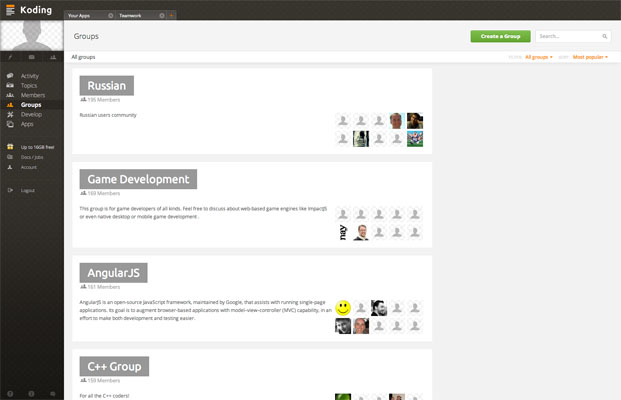 Koding
Your Apps
Teamwork
Groups
Create a Group
Search...
All groups
All groups
Most popular
Activity
Topics
Members
Groups
Develop
Apps
Up to 16GB free!
Docs / Jobs
Account
Logout
Russian
196 Members
Russian users community
Game Development
169 Members
This group is for game developers of all kinds. Feel free to discuss about web-based game engines like ImpactJS
or even native desktop or mobile game development .
nay
AngularJS
161 Members
AngularJS is an open-source JavaScript framework, maintained by Google, that assists with running single-page
applications. Its goal is to augment browser-based applications with model–view–controller (MVC) capability, in an
effort to make both development and testing easier.
C++ Group
159 Members
For all the C++ coders!